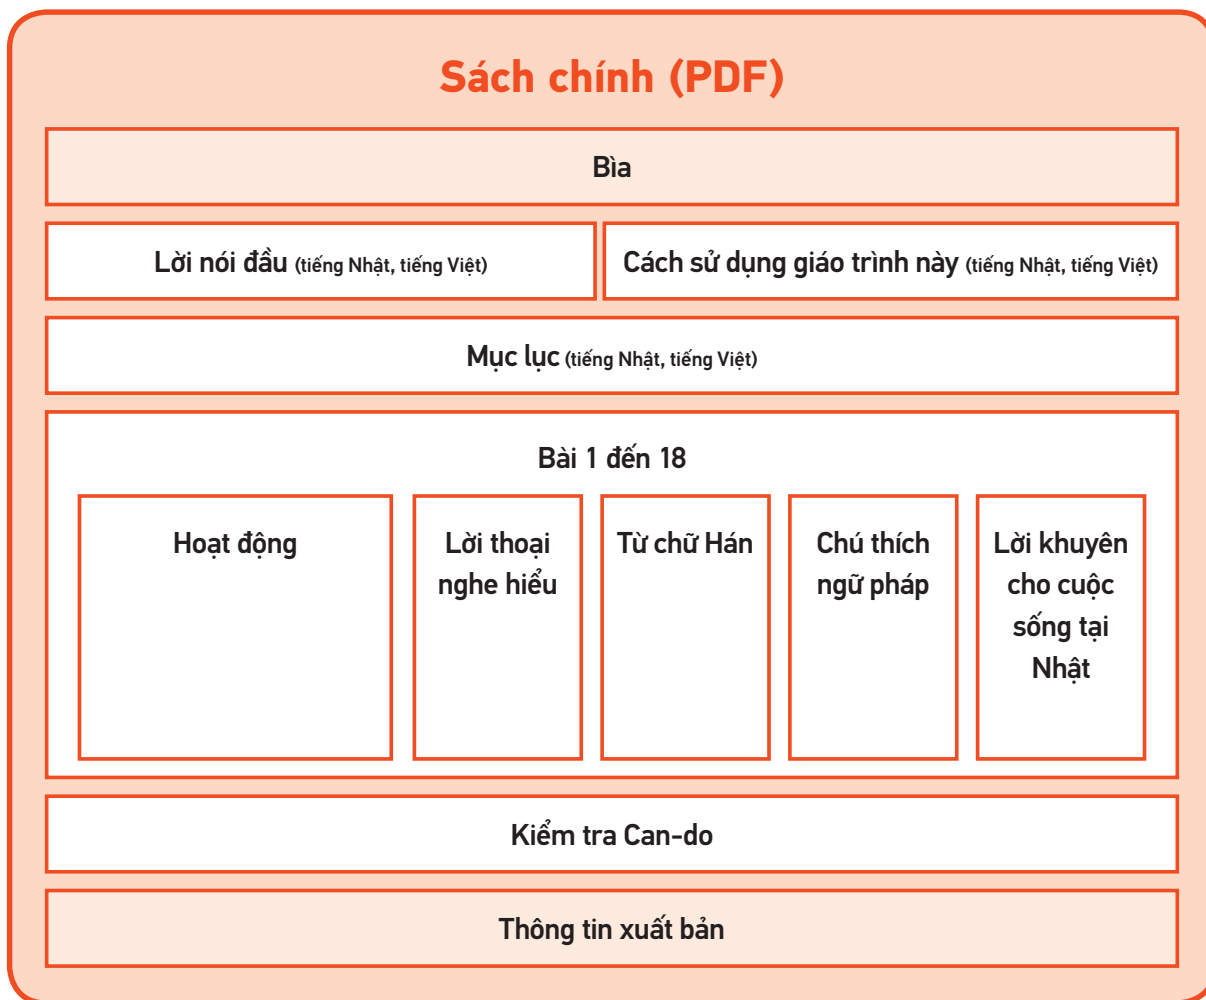 Sách chính (PDF)
Bìa
Lời nói đầu (tiếng Nhật, tiếng Việt)
Cách sử dụng giáo trình này (tiếng Nhật, tiếng Việt)
Mục lục (tiếng Nhật, tiếng Việt)
Bài 1 đến 18
Hoạt động
Lời thoại
nghe hiểu
Từ chữ Hán
Chú thích
ngữ pháp
Lời khuyên
cho cuộc
sống tại
Nhật
Kiểm tra Can-do
Thông tin xuất bản